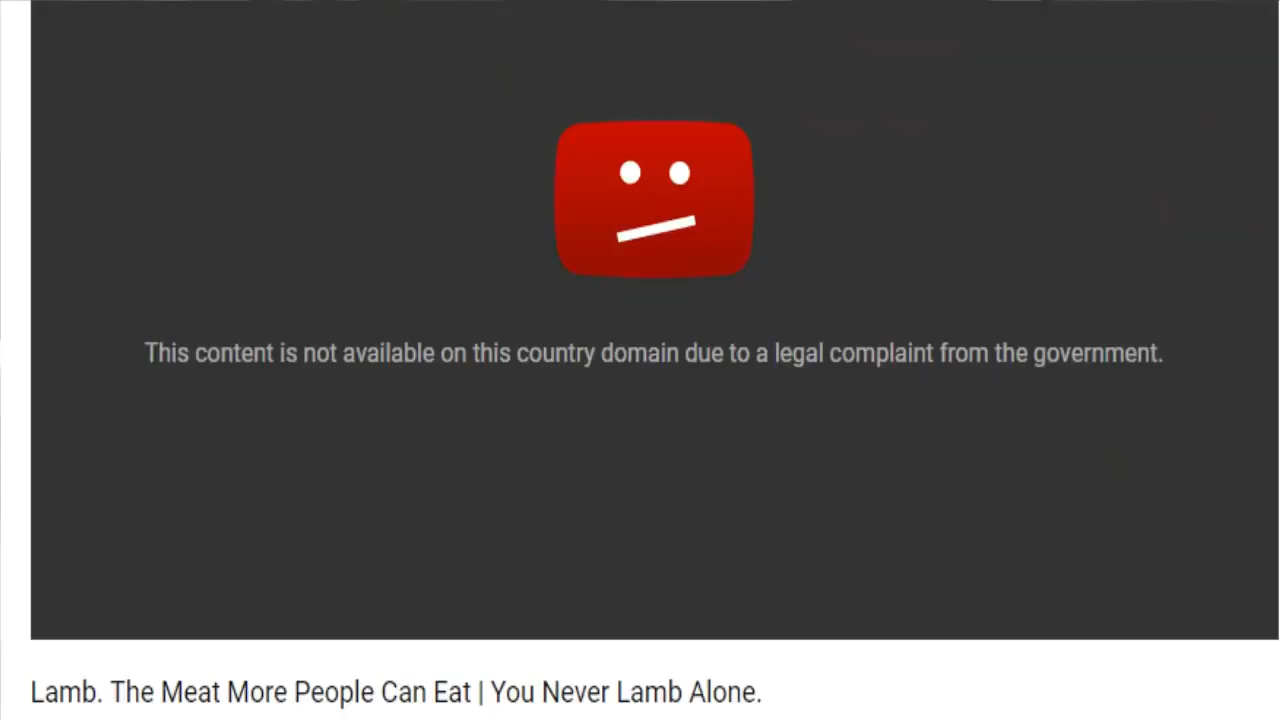 This content is not available on this country domain due to a legal complaint from the government.
Lamb. The Meat More People Can Eat | You Never Lamb Alone.